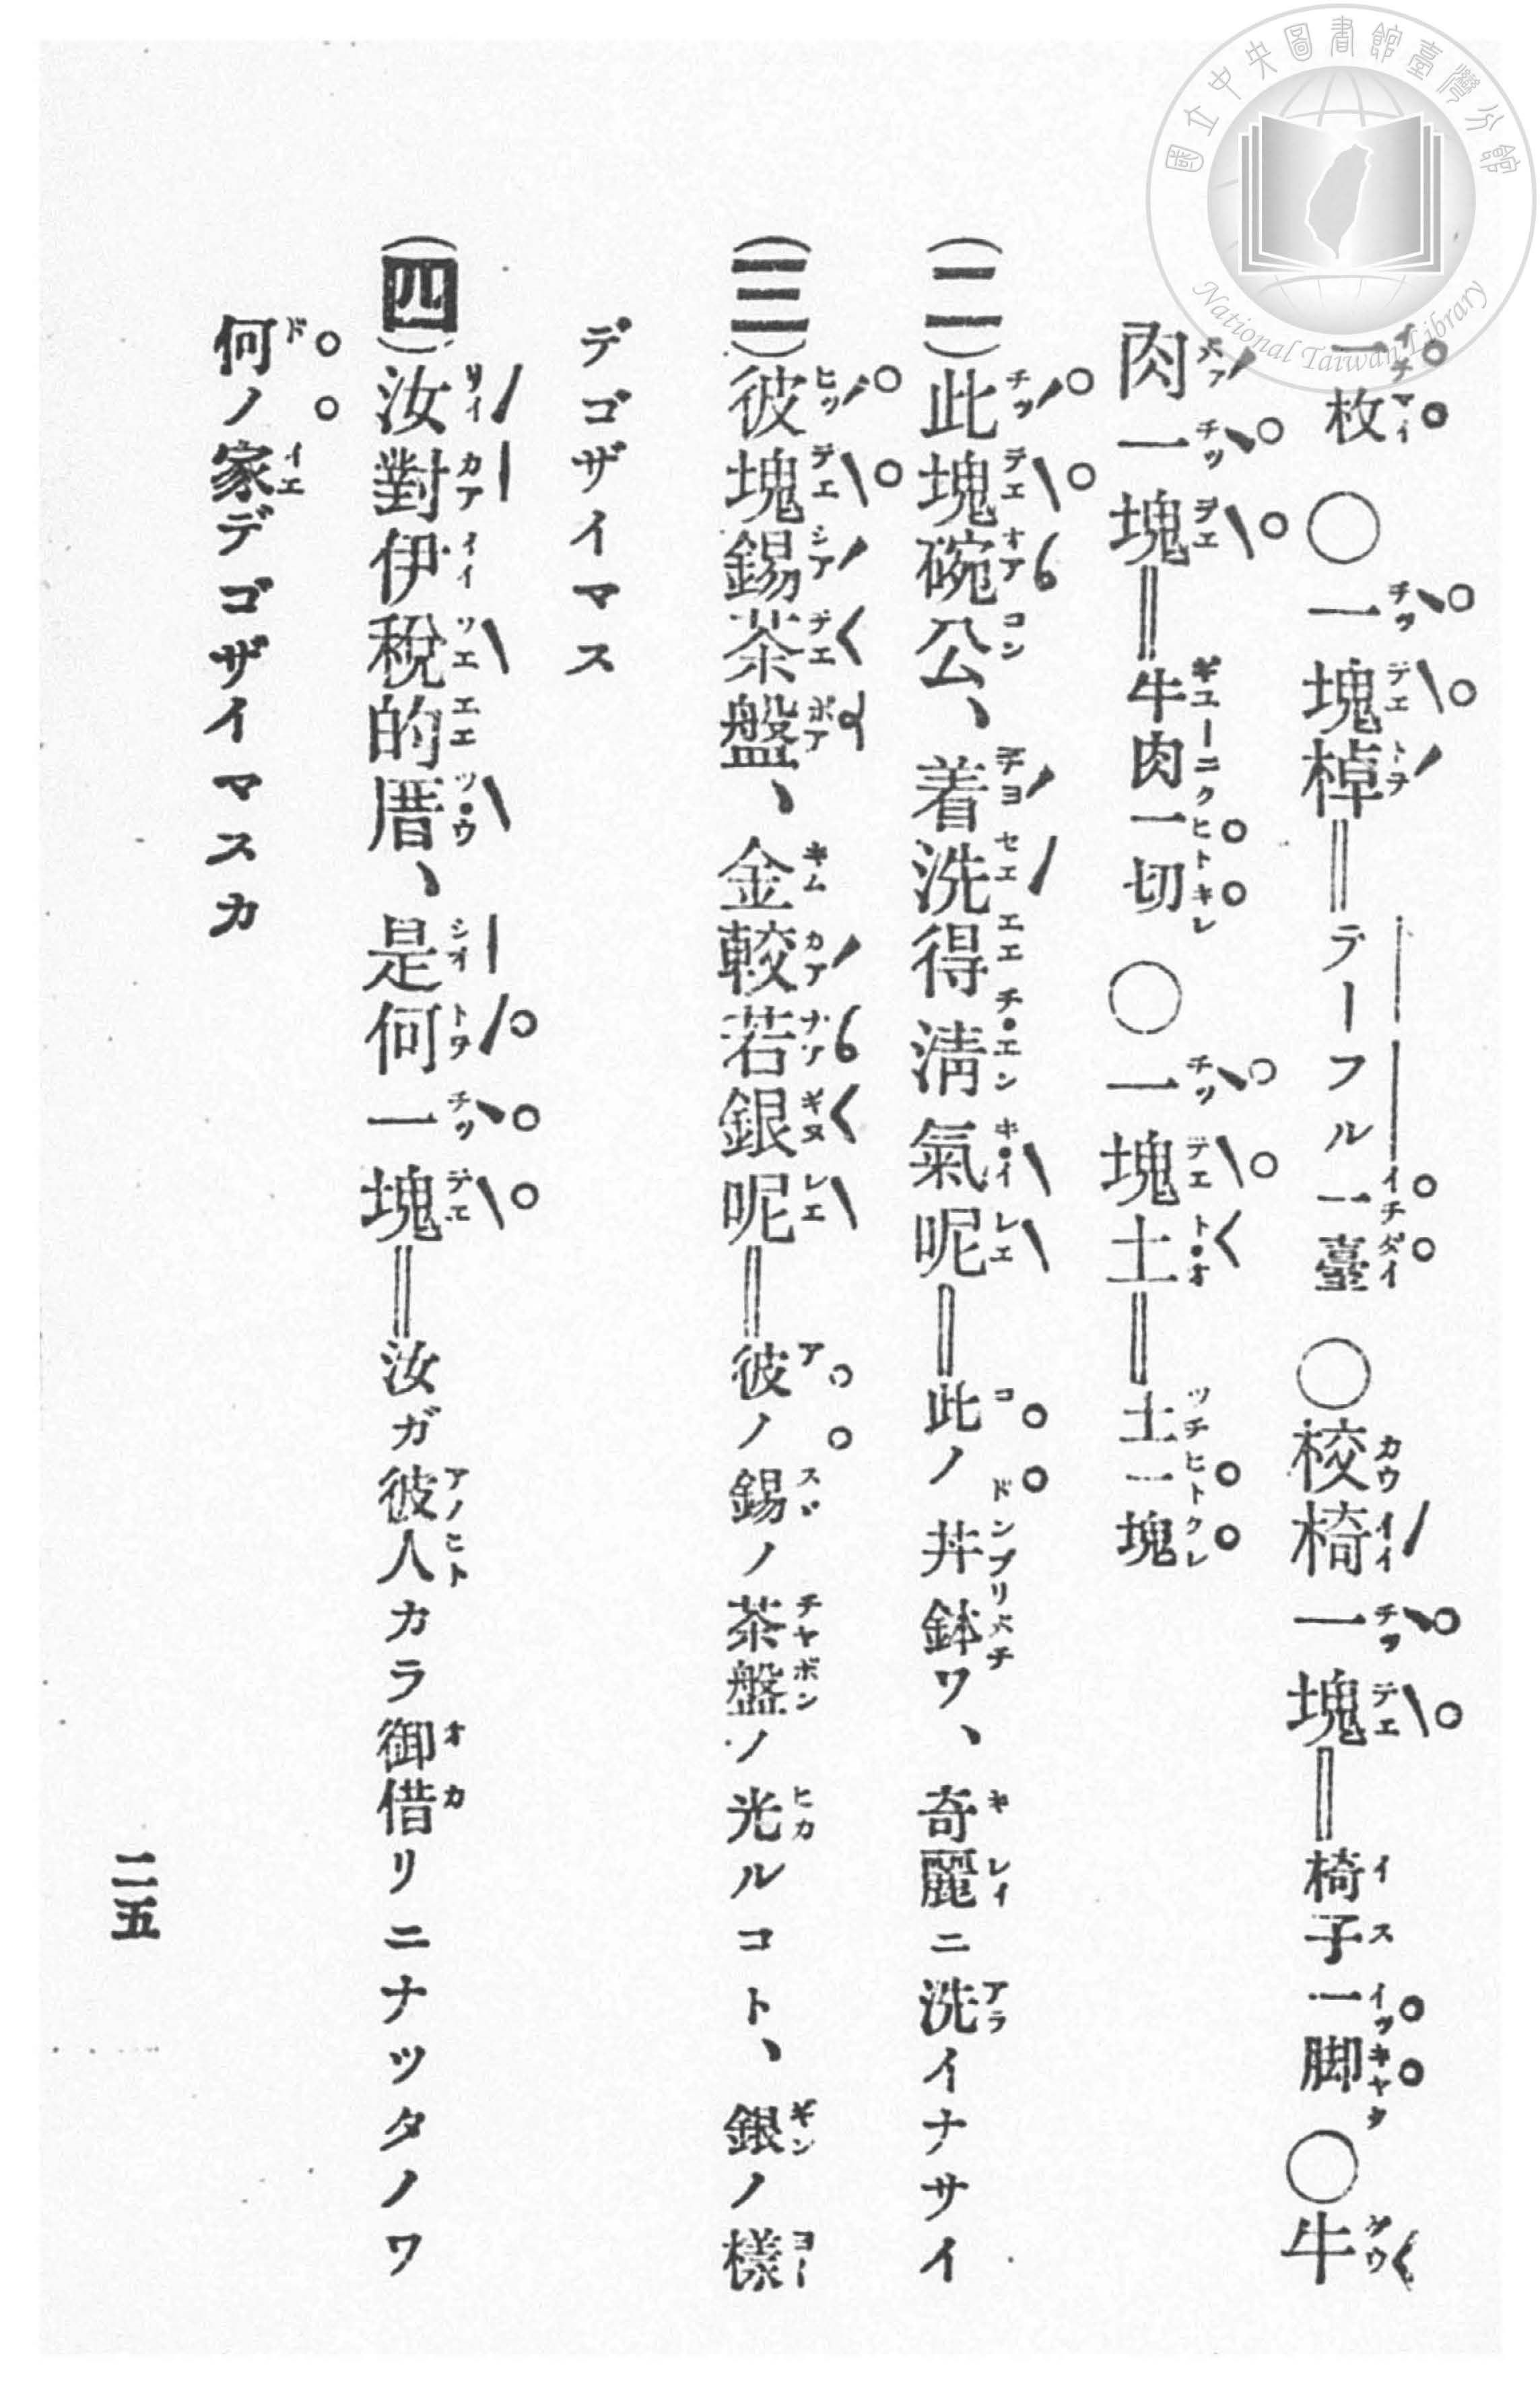 國立中央圖書館臺灣分館
National Taiwan Library
一枚 ○一塊棹‖テーフル一臺 ○校椅一塊‖椅子一脚 ○牛
肉一塊‖牛肉一切 ○一塊土‖土一塊
(二)此塊碗公、着洗得淸氣呢‖此ノ丼鉢ワ、奇麗ニ洗イナサイ
(三)彼塊錫茶盤、金較若銀呢‖彼ノ錫ノ茶盤ノ光ルコト、銀ノ樣
デゴザイマス
(四)汝對伊稅的厝、是何一塊‖汝ガ彼人カラ御借リニナッタノワ
何ノ家デゴザイマスカ
二五